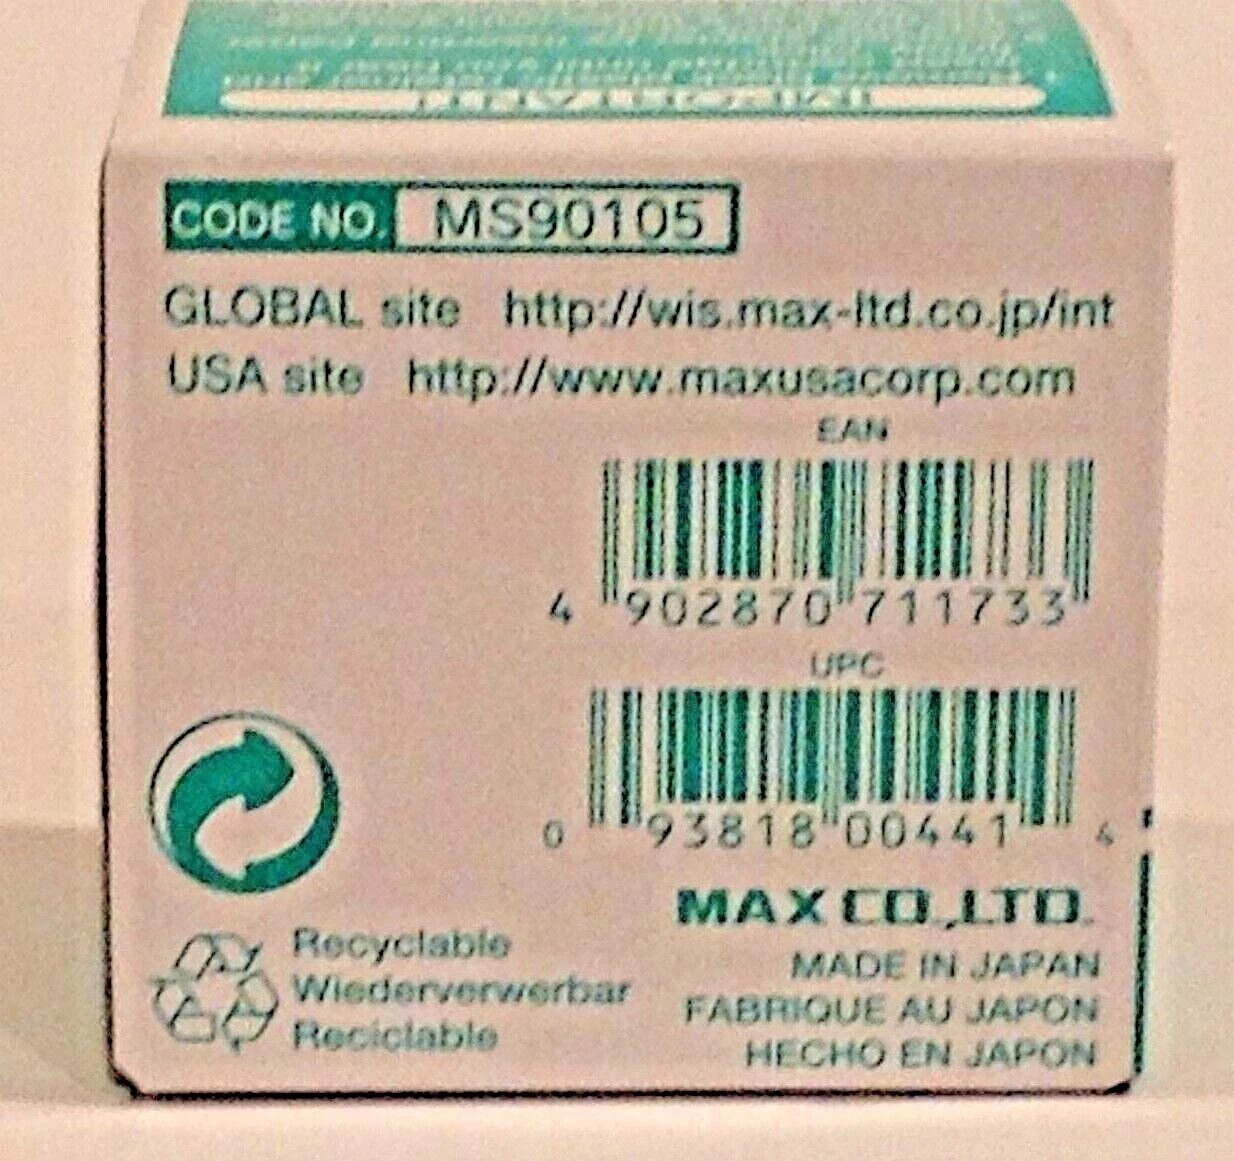 IMPORTANT
CODE NO. MS90105
GLOBAL site http://wis.max-ltd.co.jp/int
USA site http://www.maxusacorp.com
EAN
4 902870 711733
UPC
0 93818 00441 4
MAX CO.,LTD.
MADE IN JAPAN
FABRIQUE AU JAPON
HECHO EN JAPON
Recyclable
Wiederverwerbar
Reciclable